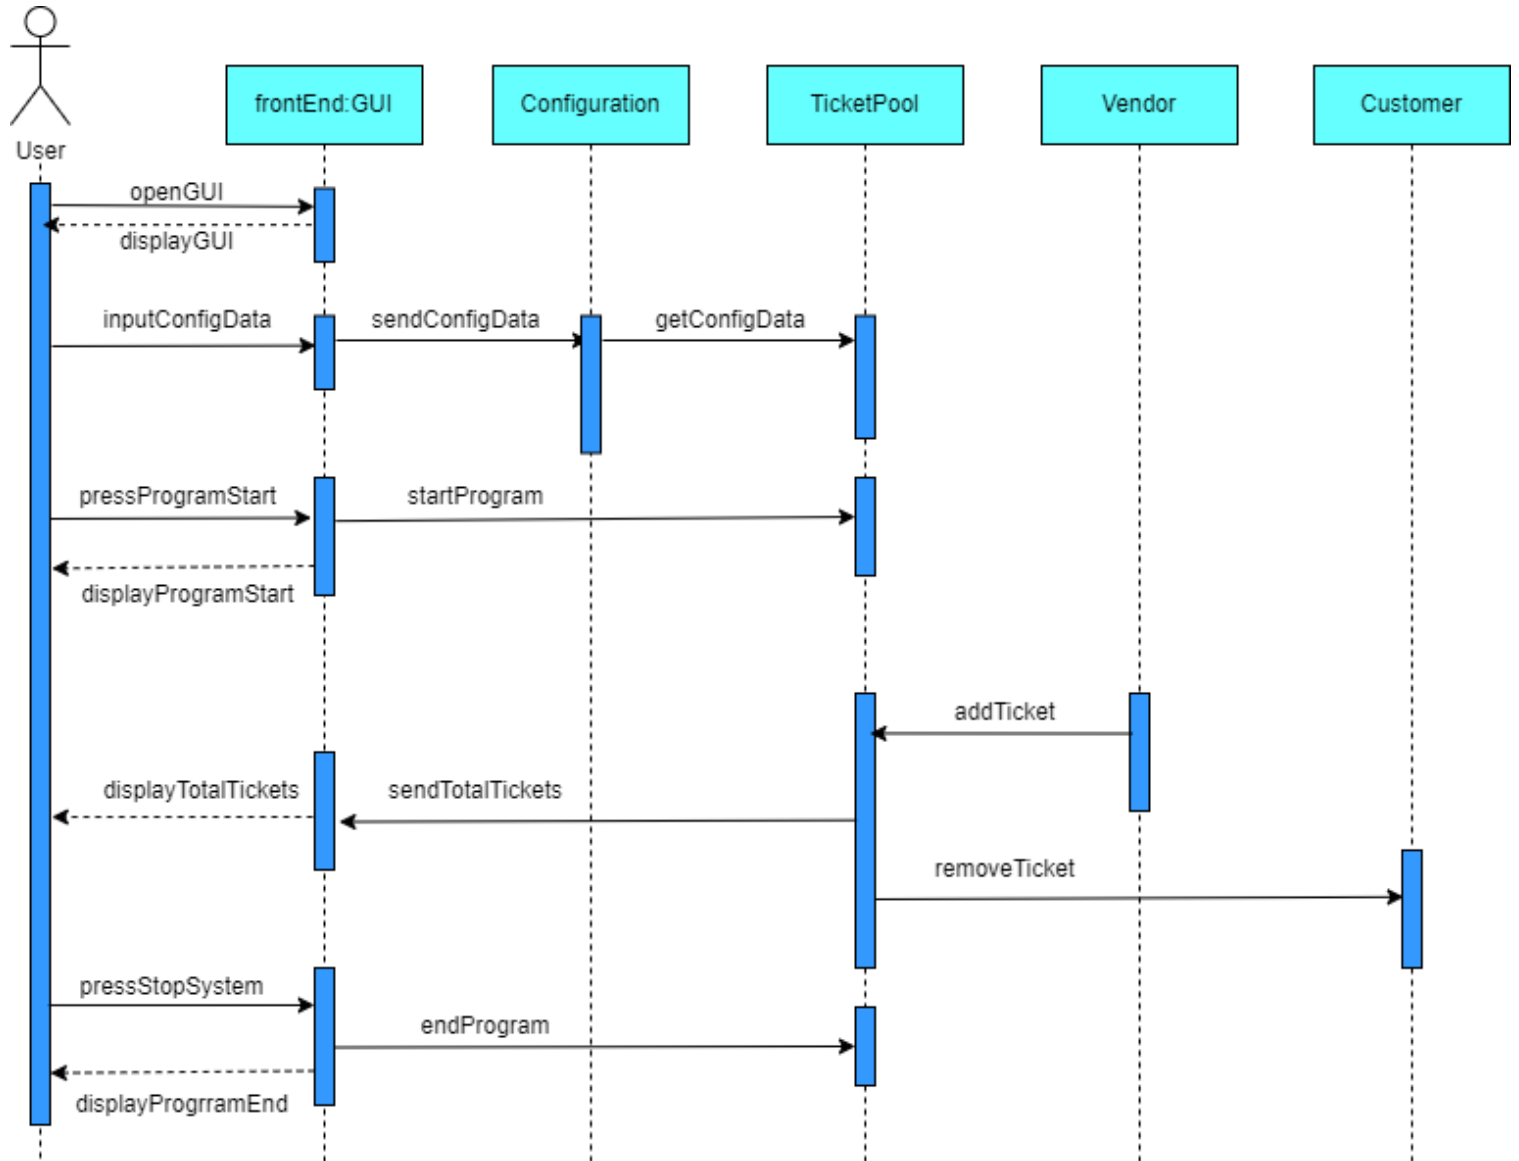 User
frontEnd:GUI
Configuration
TicketPool
Vendor
Customer
openGUI
displayGUI
inputConfigData
sendConfigData
getConfigData
pressProgramStart
startProgram
displayProgramStart
addTicket
displayTotalTickets
sendTotalTickets
removeTicket
pressStopSystem
endProgram
displayProgrramEnd